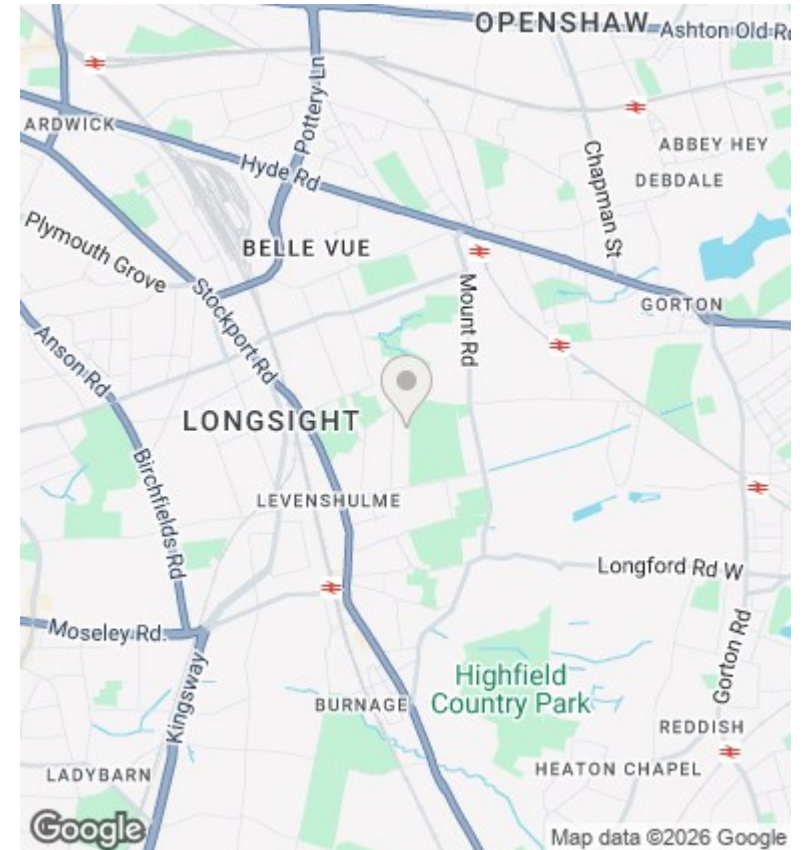 OPENSHAW
Ashton Old Rd
ARDWICK
Pottery Ln
Hyde Rd
Chapman St
ABBEY HEY
DEBDALE
Plymouth Grove
BELLE VUE
Stockport Rd
Mount Rd
GORTON
Anson Rd
LONGSIGHT
Birchfields Rd
LEVENSHULME
Longford Rd W
Moseley Rd.
Kingsway
Highfield
Country Park
Gorton Rd
BURNAGE
REDDISH
LADYBARN
HEATON CHAPEL
Google
Map data ©2026 Google